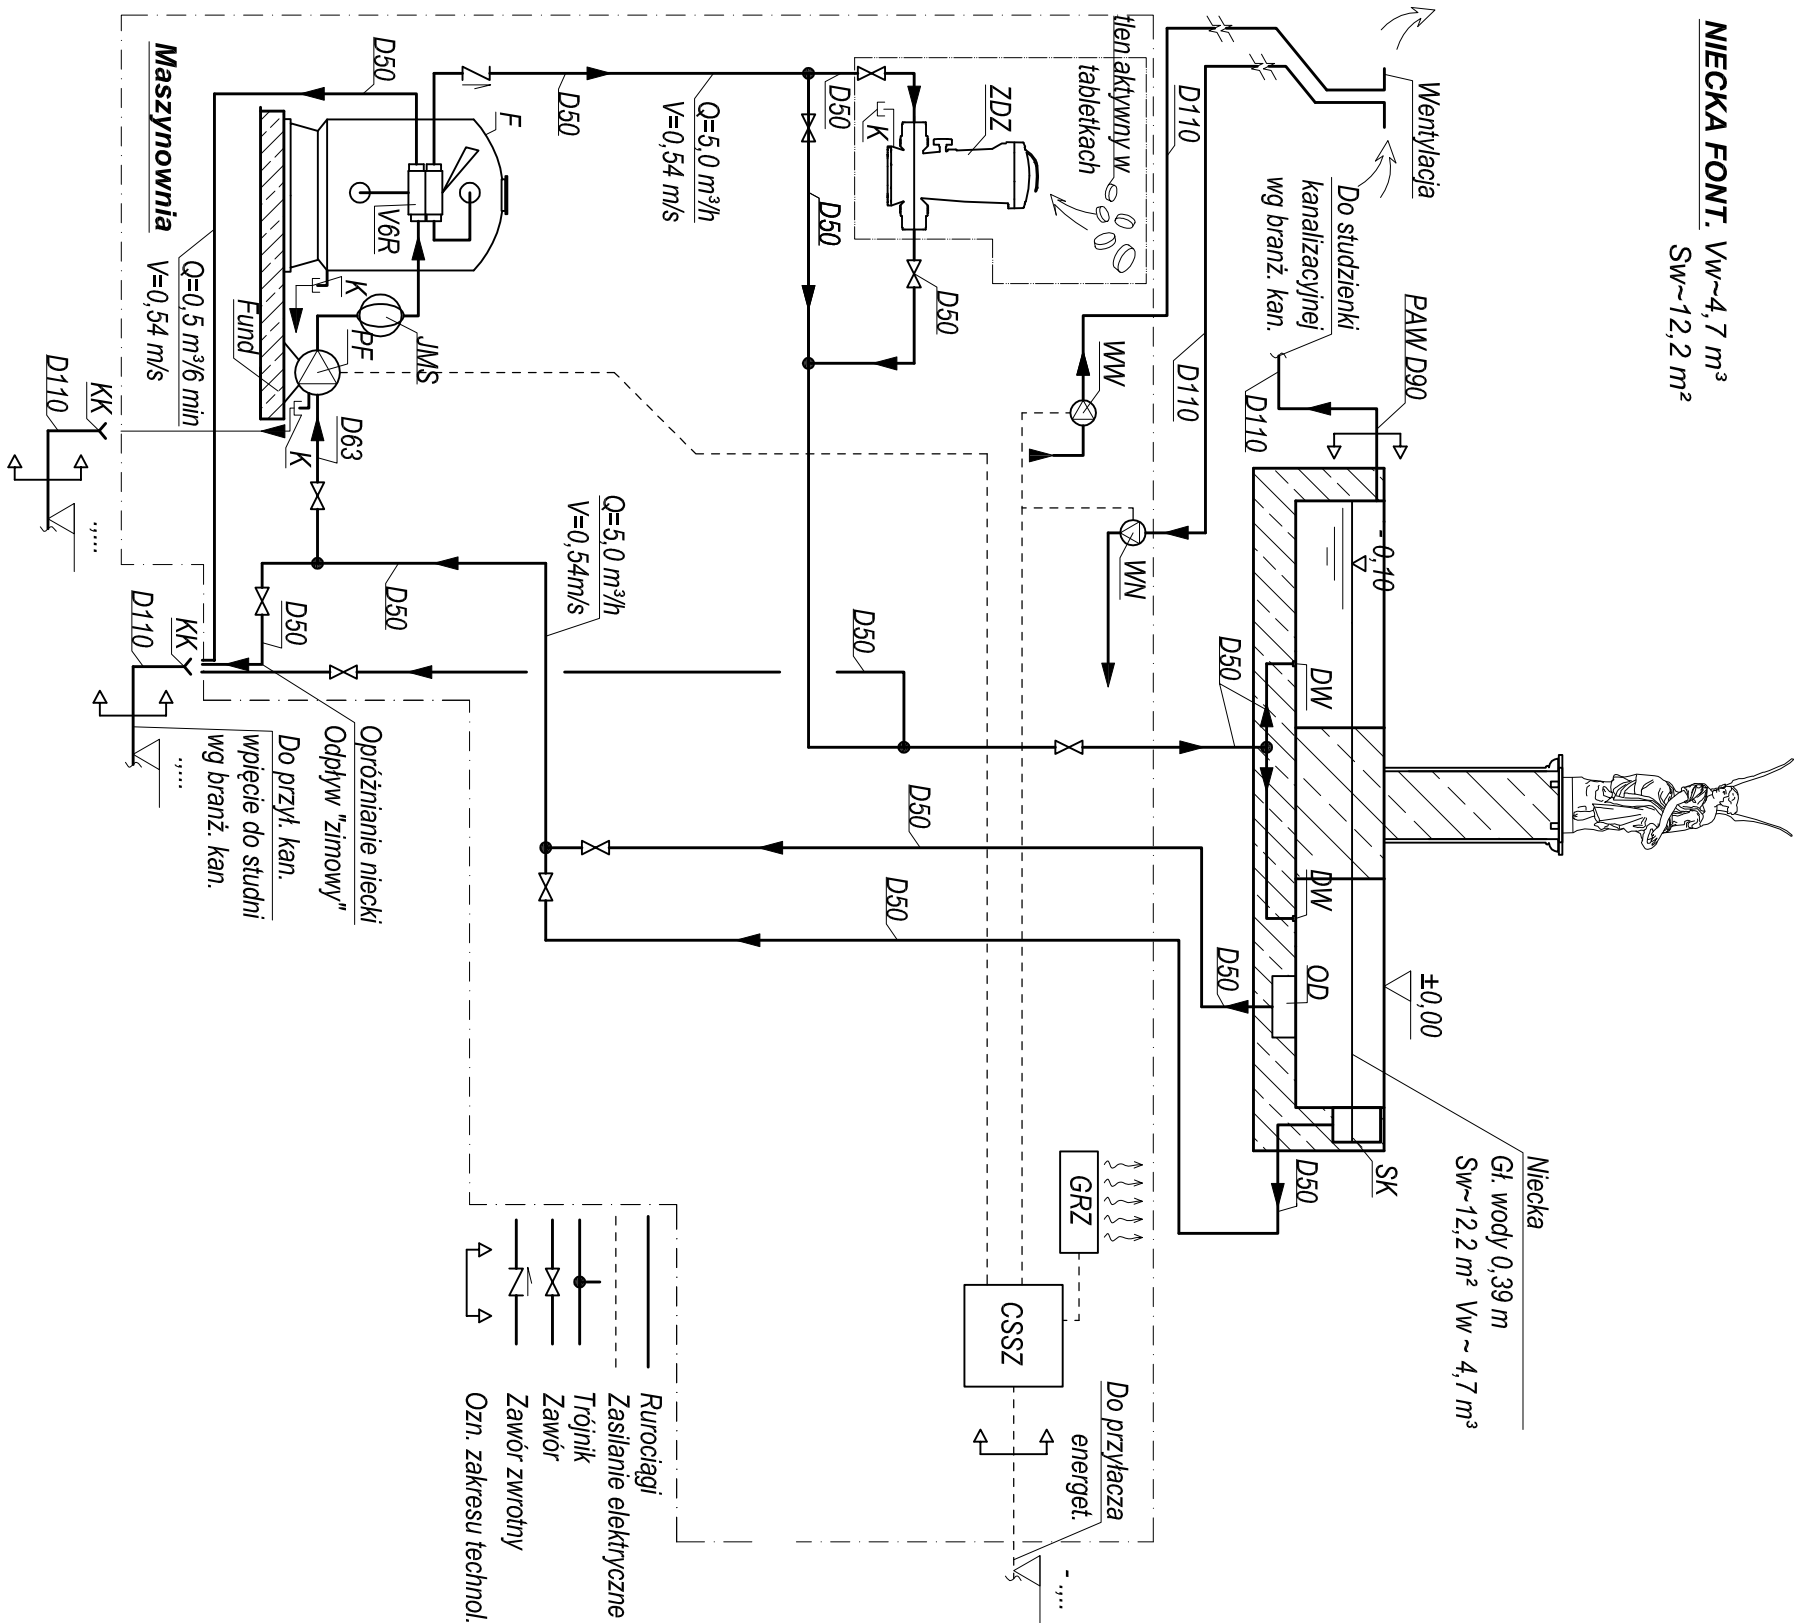 NIECKA FONT. Vw~4,7 m³
Sw~12,2 m²
Wentylacja
Do studzienki
kanalizacyjnej
wg branż. kan.
PAW D90
D110
D110
D110
tlen aktywny w
tabletkach
ZDZ
K
D50
D50
D50
Q=5,0 m³/h
V=0,54 m/s
D50
D50
F
V6R
Maszynownia
Q=0,5 m³/6 min
V=0,54 m/s
Fund
K
JMS
PF
K
D63
WW
WN
- 0,10
DW
DW
D50
OD
D50
±0,00
SK
D50
Niecka
Gł. wody 0,39 m
Sw~12,2 m² Vw ~ 4,7 m³
Q=5,0 m³/h
V=0,54m/s
D50
D50
D50
D50
D50
KK
D110
.,...
KK
D110
.,...
Opróżnianie niecki
Odpływ "zimowy"
Do przył. kan.
wpięcie do studni
wg branż. kan.
GRZ
CSSZ
Do przyłacza
energet.
- .,...
Rurociągi
Zasilanie elektryczne
Trójnik
Zawór
Zawór zwrotny
Ozn. zakresu technol.